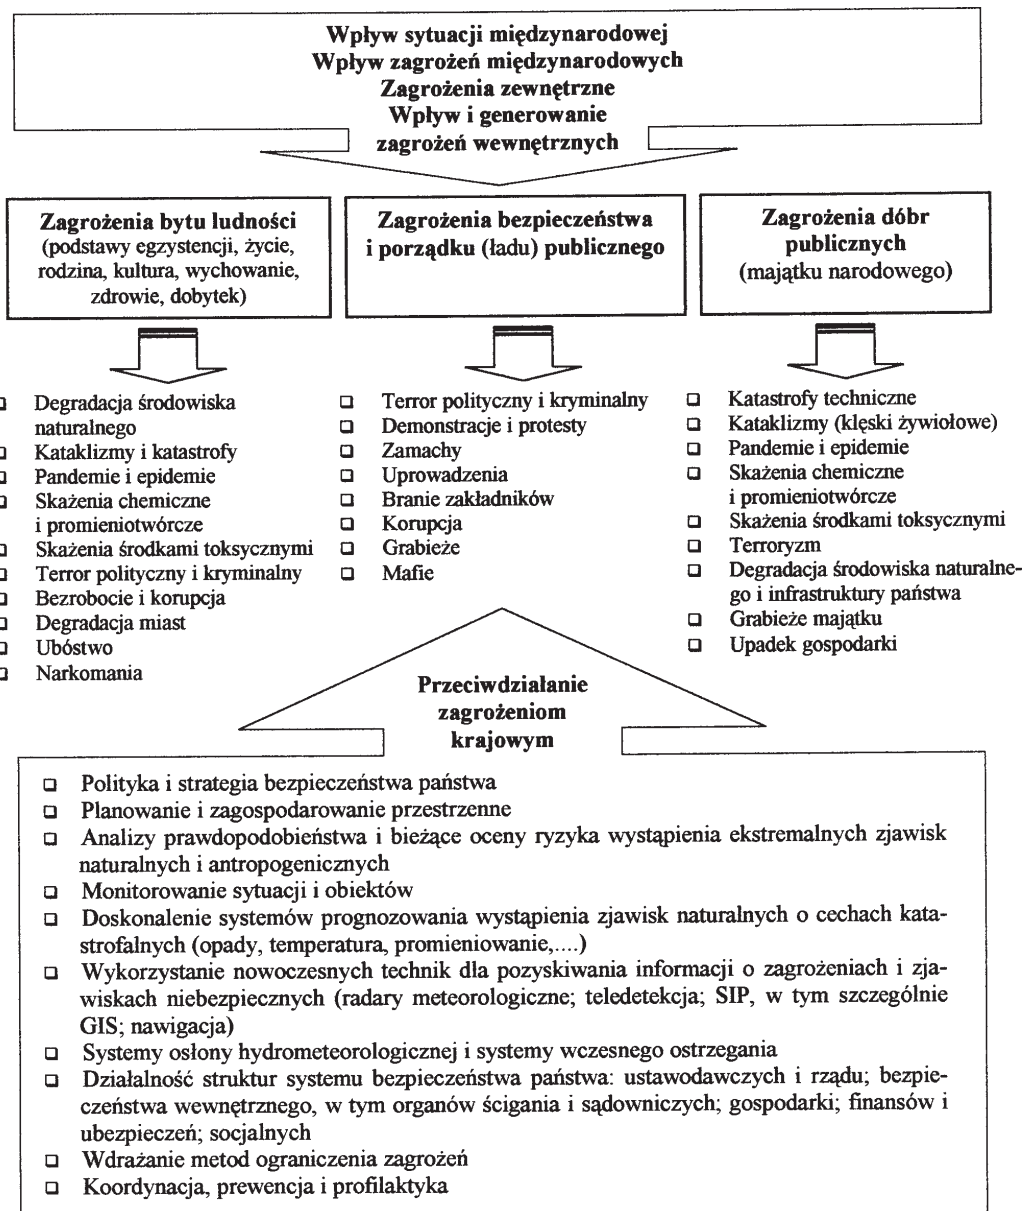 Wpływ sytuacji międzynarodowej
Wpływ zagrożeń międzynarodowych
Zagrożenia zewnętrzne
Wpływ i generowanie
zagrożeń wewnętrznych
Zagrożenia bytu ludności
(podstawy egzystencji, życie,
rodzina, kultura, wychowanie,
zdrowie, dobytek)
Zagrożenia bezpieczeństwa
i porządku (ładu) publicznego
Zagrożenia dóbr
publicznych
(majątku narodowego)
❑ Degradacja środowiska
naturalnego
❑ Kataklizmy i katastrofy
❑ Pandemie i epidemie
❑ Skażenia chemiczne
i promieniotwórcze
❑ Skażenia środkami toksycznymi
❑ Terror polityczny i kryminalny
❑ Bezrobocie i korupcja
❑ Degradacja miast
❑ Ubóstwo
❑ Narkomania
❑ Terror polityczny i kryminalny
❑ Demonstracje i protesty
❑ Zamachy
❑ Uprowadzenia
❑ Branie zakładników
❑ Korupcja
❑ Grabieże
❑ Mafie
❑ Katastrofy techniczne
❑ Kataklizmy (klęski żywiołowe)
❑ Pandemie i epidemie
❑ Skażenia chemiczne
i promieniotwórcze
❑ Skażenia środkami toksycznymi
❑ Terroryzm
❑ Degradacja środowiska naturalne-
go i infrastruktury państwa
❑ Grabieże majątku
❑ Upadek gospodarki
Przeciwdziałanie
zagrożeniom
krajowym
❑ Polityka i strategia bezpieczeństwa państwa
❑ Planowanie i zagospodarowanie przestrzenne
❑ Analizy prawdopodobieństwa i bieżące oceny ryzyka wystąpienia ekstremalnych zjawisk
naturalnych i antropogenicznych
❑ Monitorowanie sytuacji i obiektów
❑ Doskonalenie systemów prognozowania wystąpienia zjawisk naturalnych o cechach kata-
strofalnych (opady, temperatura, promieniowanie,....)
❑ Wykorzystanie nowoczesnych technik dla pozyskiwania informacji o zagrożeniach i zja-
wiskach niebezpiecznych (radary meteorologiczne; teledetekcja; SIP, w tym szczególnie
GIS; nawigacja)
❑ Systemy osłony hydrometeorologicznej i systemy wczesnego ostrzegania
❑ Działalność struktur systemu bezpieczeństwa państwa: ustawodawczych i rządu; bezpie-
czeństwa wewnętrznego, w tym organów ścigania i sądowniczych; gospodarki; finansów i
ubezpieczeń; socjalnych
❑ Wdrażanie metod ograniczenia zagrożeń
❑ Koordynacja, prewencja i profilaktyka